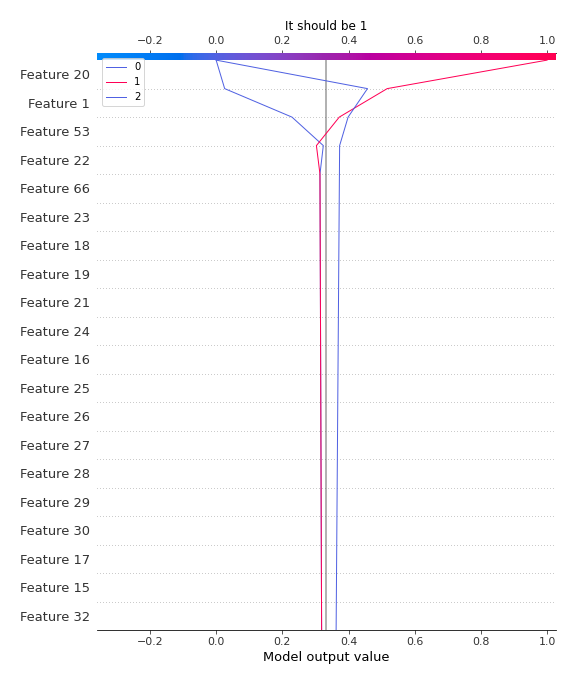 It should be 1
−0.2 0.0 0.2 0.4 0.6 0.8 1.0
0
1
2
Feature 20
Feature 1
Feature 53
Feature 22
Feature 66
Feature 23
Feature 18
Feature 19
Feature 21
Feature 24
Feature 16
Feature 25
Feature 26
Feature 27
Feature 28
Feature 29
Feature 30
Feature 17
Feature 15
Feature 32
−0.2 0.0 0.2 0.4 0.6 0.8 1.0
Model output value